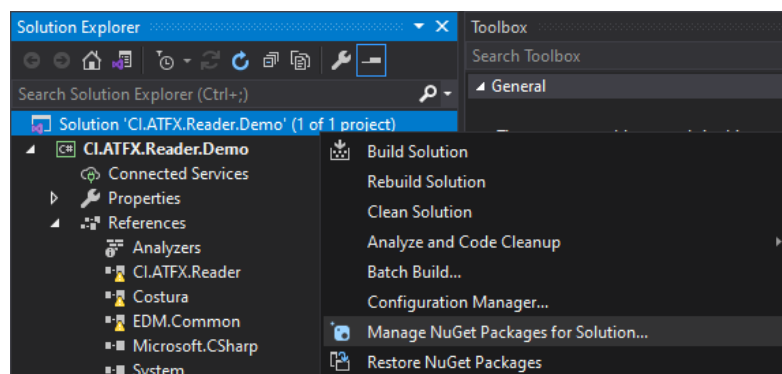 Solution Explorer
Search Solution Explorer (Ctrl+;)
Solution 'CI.ATFX.Reader.Demo' (1 of 1 project)
C# CI.ATFX.Reader.Demo
Connected Services
Properties
References
Analyzers
CI.ATFX.Reader
Costura
EDM.Common
Microsoft.CSharp
System
Toolbox
Search Toolbox
General
Build Solution
Rebuild Solution
Clean Solution
Analyze and Code Cleanup
Batch Build...
Configuration Manager...
Manage NuGet Packages for Solution...
Restore NuGet Packages